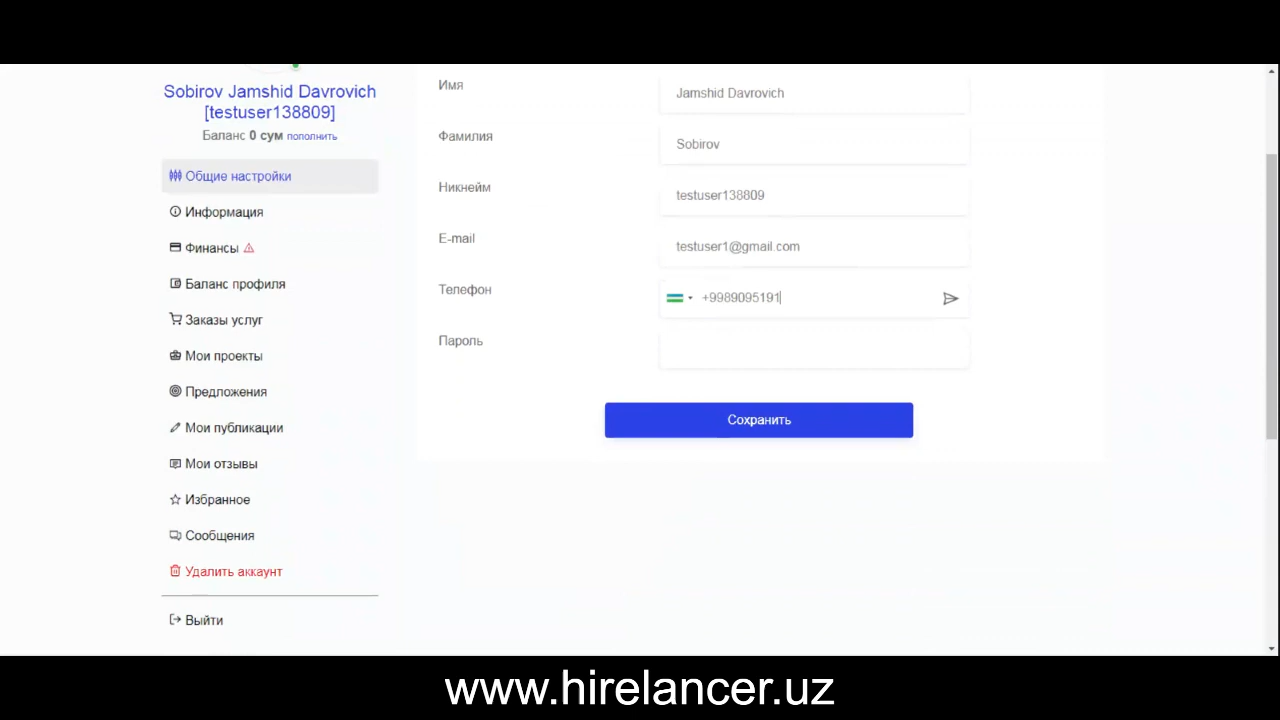 Sobirov Jamshid Davrovich
[testuser138809]
Баланс 0 сум пополнить
Общие настройки
Информация
Финансы
Баланс профиля
Заказы услуг
Мои проекты
Предложения
Мои публикации
Мои отзывы
Избранное
Сообщения
Удалить аккаунт
Выйти
Имя
Jamshid Davrovich
Фамилия
Sobirov
Никнейм
testuser138809
E-mail
testuser1@gmail.com
Телефон
+9989095191
Пароль
Сохранить
www.hirelancer.uz